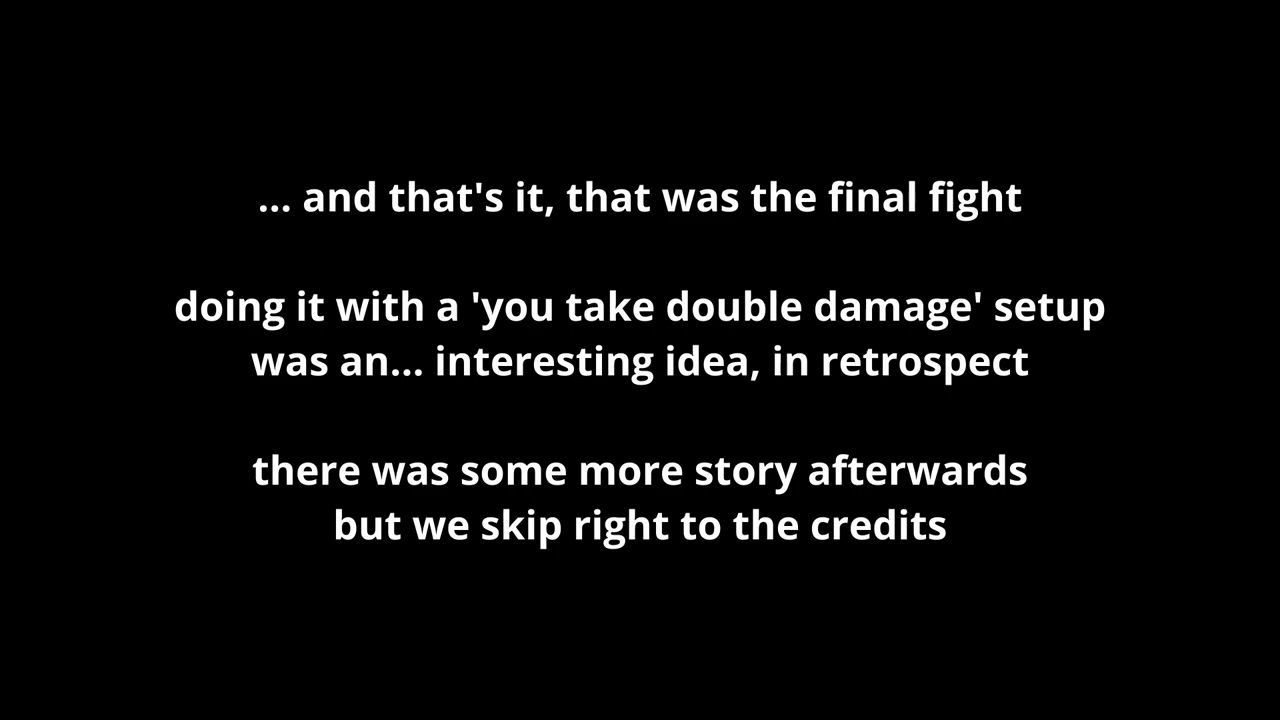 ... and that's it, that was the final fight
doing it with a 'you take double damage' setup
was an... interesting idea, in retrospect
there was some more story afterwards
but we skip right to the credits